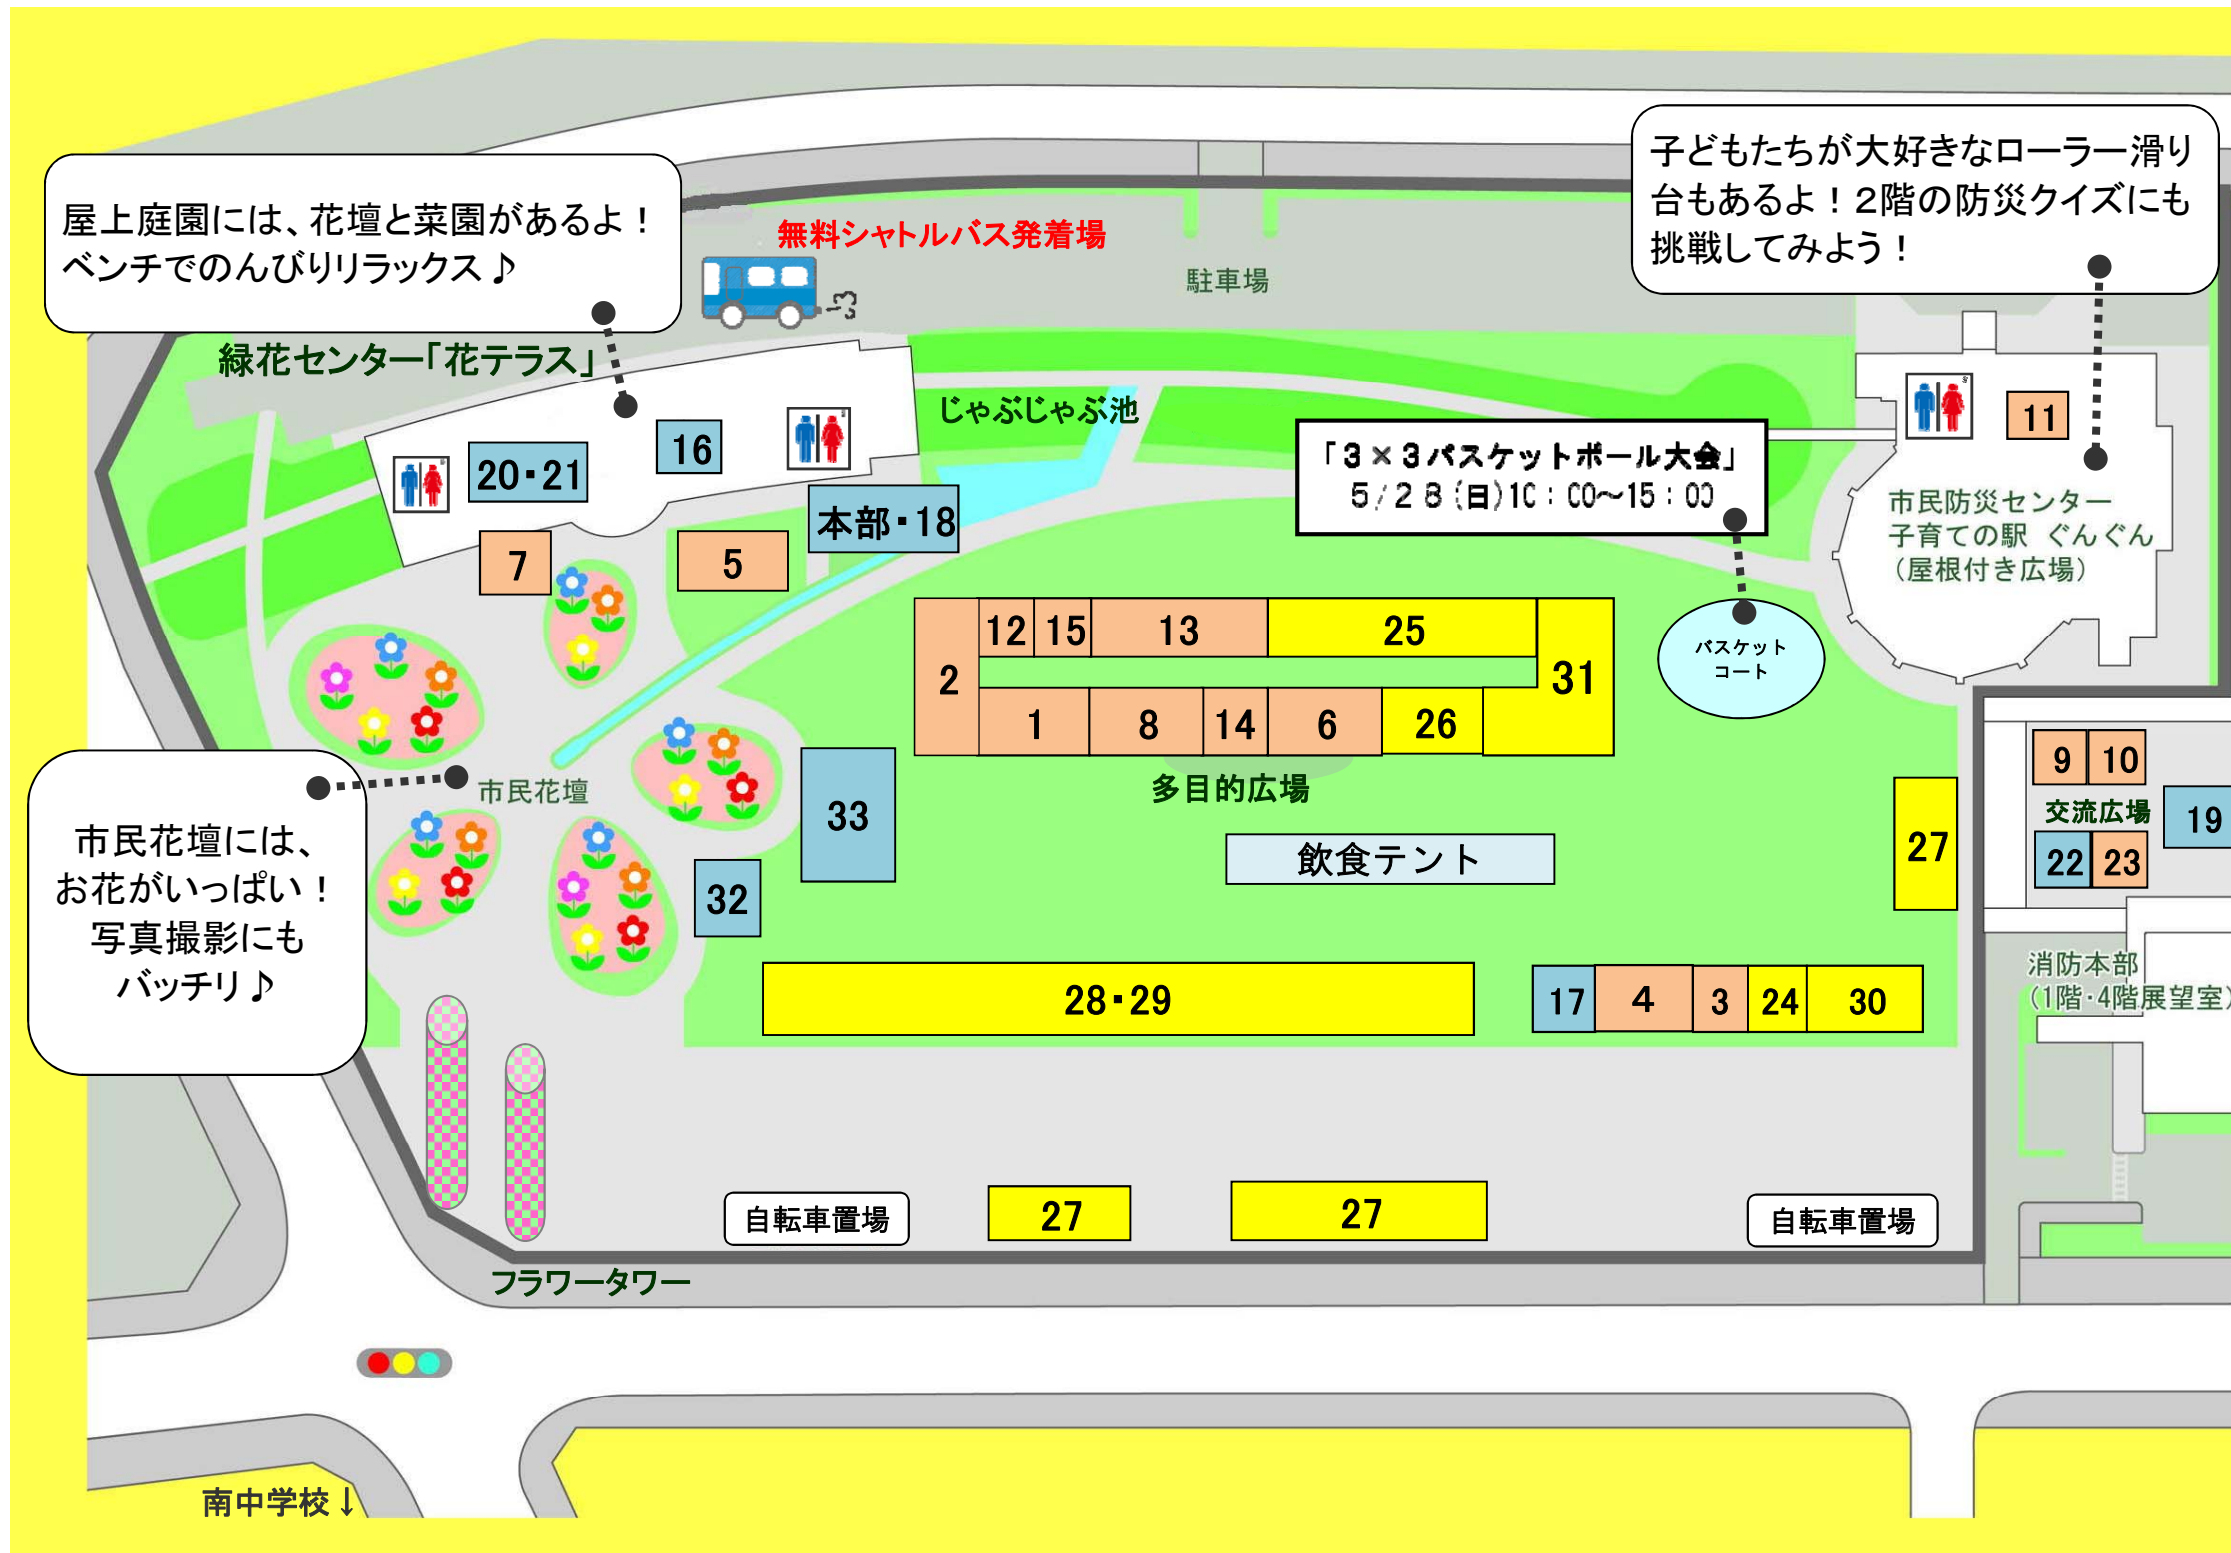 屋上庭園には、花壇と菜園があるよ！
ベンチでのんびりリラックス♪
子どもたちが大好きなローラー滑り
台もあるよ！2階の防災クイズにも
挑戦してみよう！
無料シャトルバス発着場
駐車場
緑花センター「花テラス」
じゃぶじゃぶ池
「3×3バスケットボール大会」
5/28(日)10：00～15：00
11
16
20・21
本部・18
市民防災センター
子育ての駅 ぐんぐん
（屋根付き広場）
7
5
12
15
13
25
2
31
バスケット
コート
1
8
14
6
26
多目的広場
市民花壇
33
飲食テント
27
9
10
交流広場
19
22
23
32
市民花壇には、
お花がいっぱい！
写真撮影にも
バッチリ♪
28・29
17
4
3
24
30
消防本部
（1階・4階展望室）
自転車置場
27
27
自転車置場
フラワータワー
南中学校↓